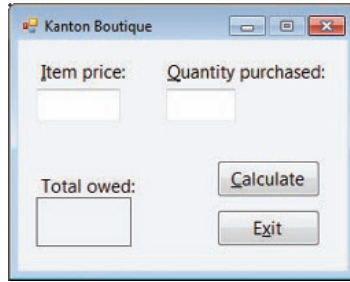 Kanton Boutique
Item price: Quantity purchased:
Total owed:
Calculate
Exit